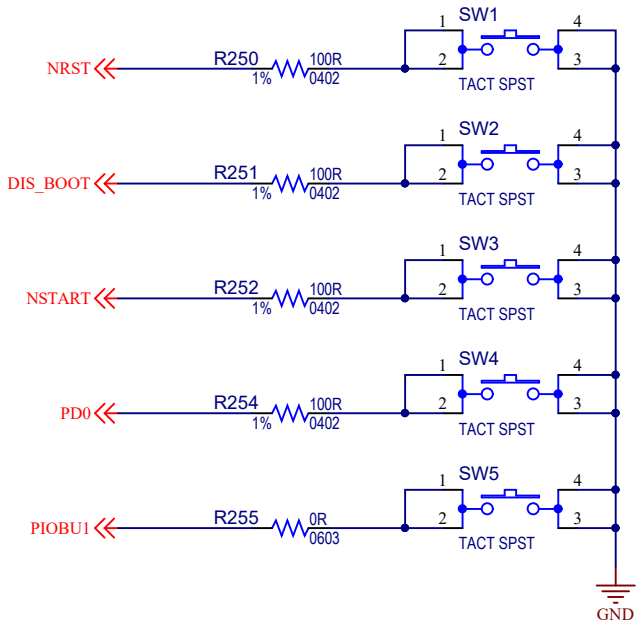 SW1
1 4
NRST R250 100R 2 3
1% 0402 TACT SPST
SW2
1 4
DIS_BOOT R251 100R 2 3
1% 0402 TACT SPST
SW3
1 4
NSTART R252 100R 2 3
1% 0402 TACT SPST
SW4
1 4
PD0 R254 100R 2 3
1% 0402 TACT SPST
SW5
1 4
PIOBU1 R255 0R 2 3
0603 TACT SPST
GND